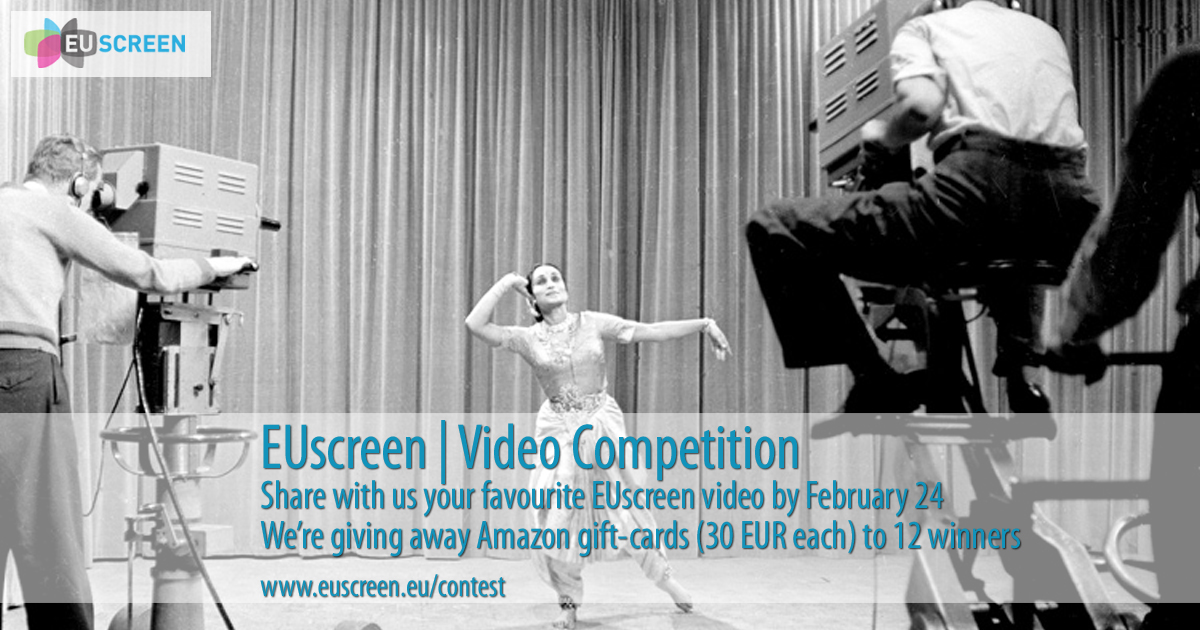 EUSCREEN
EUscreen | Video Competition
Share with us your favourite EUscreen video by February 24
We're giving away Amazon gift-cards (30 EUR each) to 12 winners
www.euscreen.eu/contest